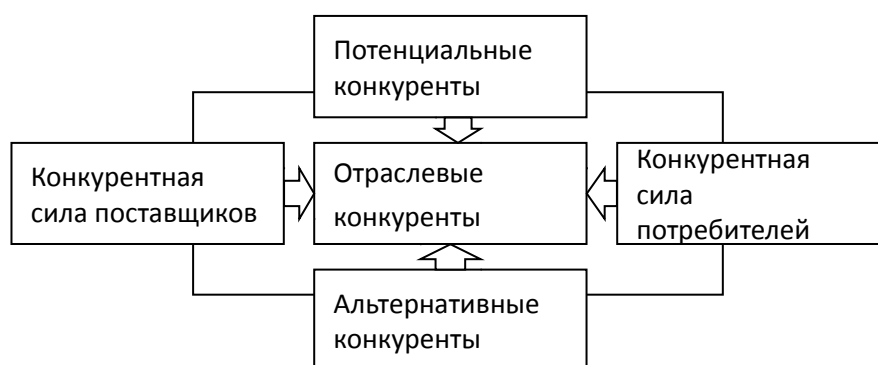 Потенциальные
конкуренты
Конкурентная
сила поставщиков
Отраслевые
конкуренты
Конкурентная
сила
потребителей
Альтернативные
конкуренты